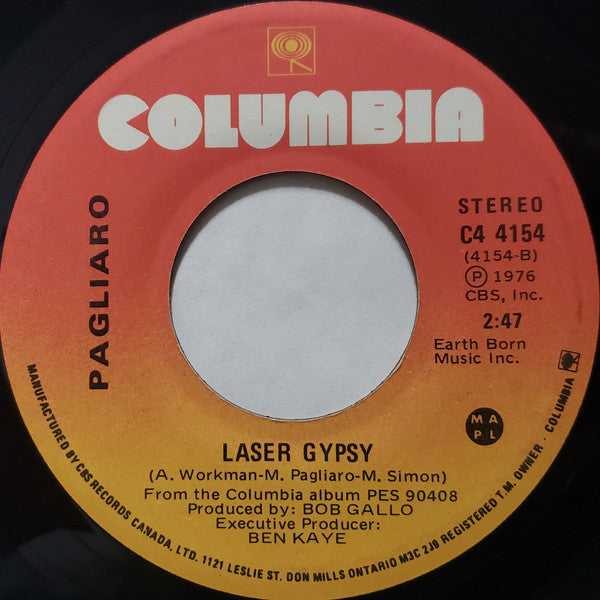 COLUMBIA
PAGLIARO
STEREO
C4 4154
(4154-B)
Ⓟ 1976
CBS, Inc.
2:47
Earth Born
Music Inc.
M A
P L
LASER GYPSY
(A. Workman-M. Pagliaro-M. Simon)
From the Columbia album PES 90408
Produced by: BOB GALLO
Executive Producer:
BEN KAYE
MANUFACTURED BY CBS RECORDS CANADA, LTD. 1121 LESLIE ST. DON MILLS ONTARIO M3C 2J9 REGISTERED T.M. OWNER - COLUMBIA